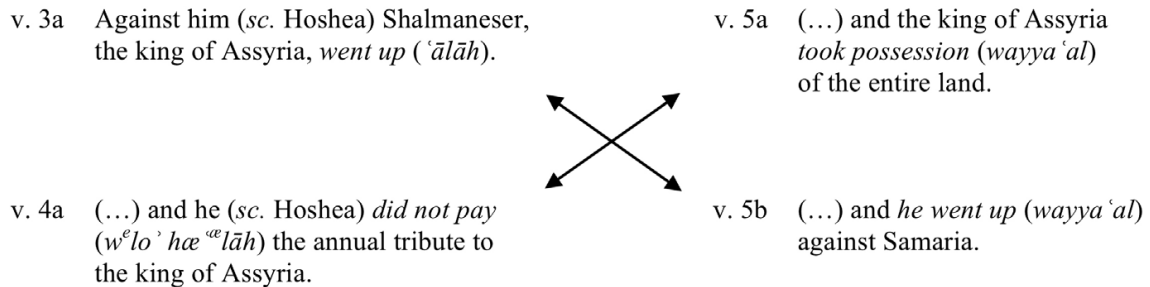 v. 3a Against him (sc. Hoshea) Shalmaneser,
the king of Assyria, went up (ʿālāh).
v. 5a (…) and the king of Assyria
took possession (wayyaʿal)
of the entire land.
v. 4a (…) and he (sc. Hoshea) did not pay
(wᵉloʾ hæʿᵆlāh) the annual tribute to
the king of Assyria.
v. 5b (…) and he went up (wayyaʿal)
against Samaria.